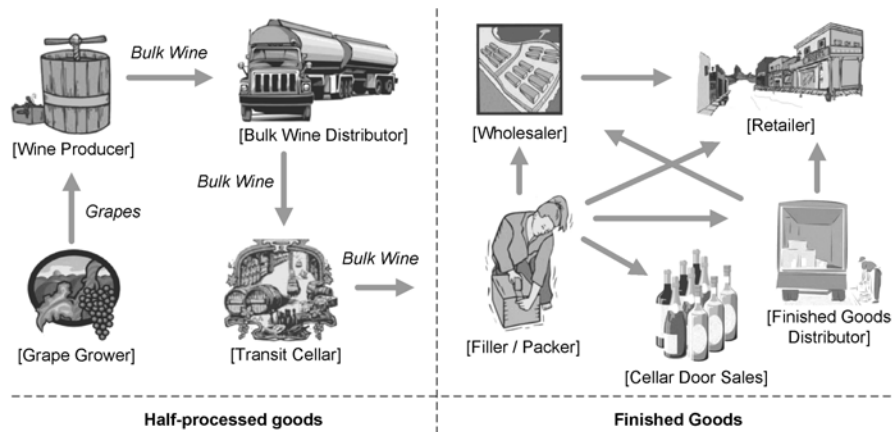 Bulk Wine
[Wine Producer]
[Bulk Wine Distributor]
Bulk Wine
Grapes
Bulk Wine
[Grape Grower]
[Transit Cellar]
[Wholesaler]
[Retailer]
[Filler / Packer]
[Cellar Door Sales]
[Finished Goods
Distributor]
Half-processed goods
Finished Goods